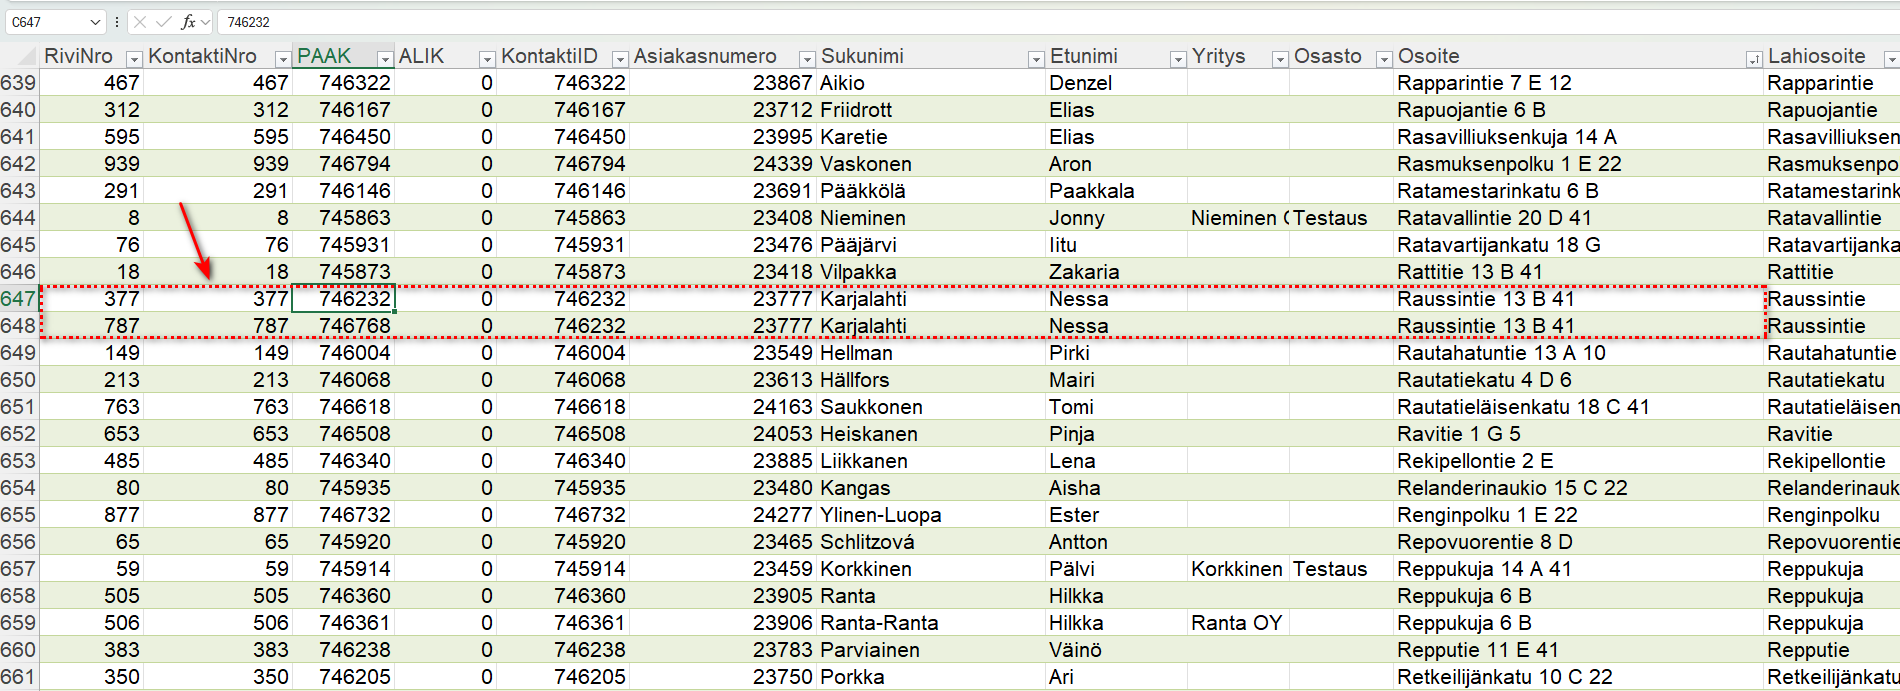 C647 fx 746232
RiviNro KontaktiNro PAAK ALIK KontaktiID Asiakasnumero Sukunimi Etunimi Yritys Osasto Osoite Lahiosoite
639 467 467 746322 0 746322 23867 Aikio Denzel Rapparintie 7 E 12 Rapparintie
640 312 312 746167 0 746167 23712 Friidrott Elias Rapuojantie 6 B Rapuojantie
641 595 595 746450 0 746450 23995 Karetie Elias Rasavilliuksenkuja 14 A Rasavilliuksen
642 939 939 746794 0 746794 24339 Vaskonen Aron Rasmuksenpolku 1 E 22 Rasmuksenpo
643 291 291 746146 0 746146 23691 Pääkkölä Paakkala Ratamestarinkatu 6 B Ratamestarink
644 8 8 745863 0 745863 23408 Nieminen Jonny Nieminen Testaus Ratavallintie 20 D 41 Ratavallintie
645 76 76 745931 0 745931 23476 Pääjärvi Iitu Ratavartijankatu 18 G Ratavartijanka
646 18 18 745873 0 745873 23418 Vilpakka Zakaria Rattitie 13 B 41 Rattitie
647 377 377 746232 0 746232 23777 Karjalahti Nessa Raussintie 13 B 41 Raussintie
648 787 787 746768 0 746232 23777 Karjalahti Nessa Raussintie 13 B 41 Raussintie
649 149 149 746004 0 746004 23549 Hellman Pirki Rautahatuntie 13 A 10 Rautahatuntie
650 213 213 746068 0 746068 23613 Hällfors Mairi Rautatiekatu 4 D 6 Rautatiekatu
651 763 763 746618 0 746618 24163 Saukkonen Tomi Rautatieläisenkatu 18 C 41 Rautatieläisen
652 653 653 746508 0 746508 24053 Heiskanen Pinja Ravitie 1 G 5 Ravitie
653 485 485 746340 0 746340 23885 Liikkanen Lena Rekipellontie 2 E Rekipellontie
654 80 80 745935 0 745935 23480 Kangas Aisha Relanderinaukio 15 C 22 Relanderinauk
655 877 877 746732 0 746732 24277 Ylinen-Luopa Ester Renginpolku 1 E 22 Renginpolku
656 65 65 745920 0 745920 23465 Schlitzová Antton Repovuorentie 8 D Repovuorentie
657 59 59 745914 0 745914 23459 Korkkinen Pälvi Korkkinen Testaus Reppukuja 14 A 41 Reppukuja
658 505 505 746360 0 746360 23905 Ranta Hilkka Reppukuja 6 B Reppukuja
659 506 506 746361 0 746361 23906 Ranta-Ranta Hilkka Ranta OY Reppukuja 6 B Reppukuja
660 383 383 746238 0 746238 23783 Parviainen Väinö Repputie 11 E 41 Repputie
661 350 350 746205 0 746205 23750 Porkka Ari Retkeilijänkatu 10 C 22 Retkeilijänkatu